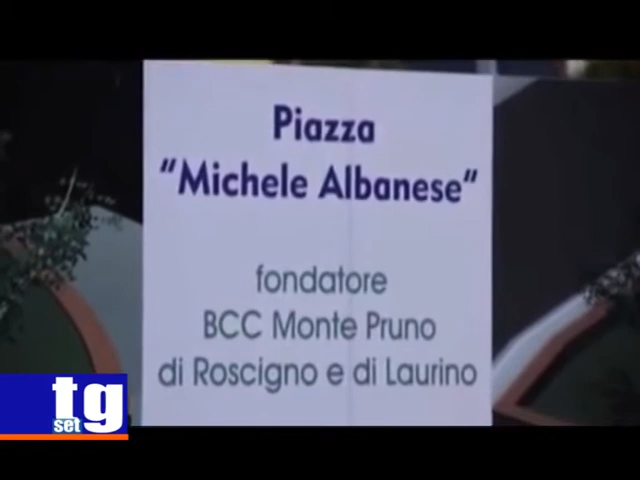 Piazza
"Michele Albanese"
fondatore
BCC Monte Pruno
di Roscigno e di Laurino
tg
set